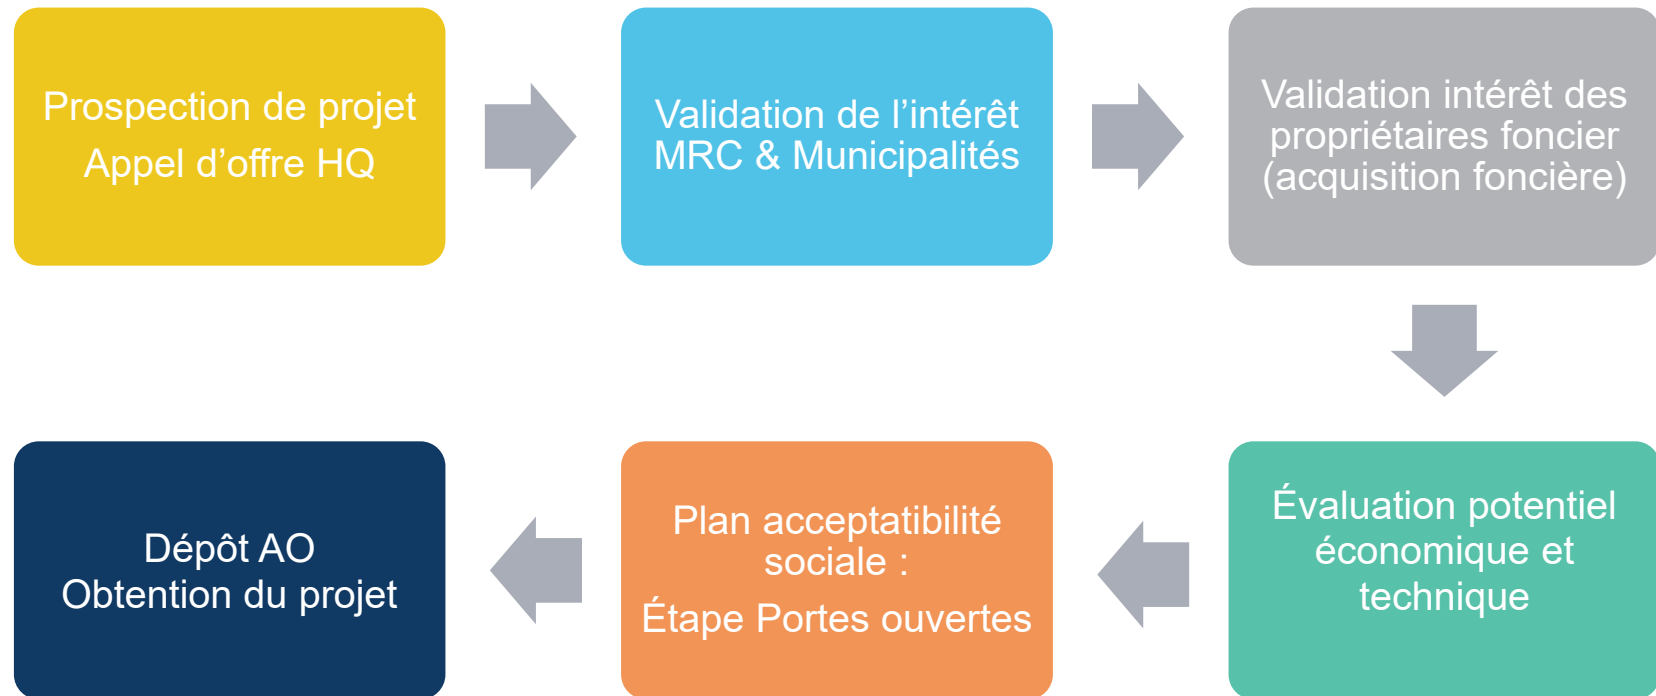 Prospection de projet
Appel d’offre HQ
Validation de l’intérêt
MRC & Municipalités
Validation intérêt des
propriétaires foncier
(acquisition foncière)
Évaluation potentiel
économique et
technique
Plan acceptatibilité
sociale :
Étape Portes ouvertes
Dépôt AO
Obtention du projet